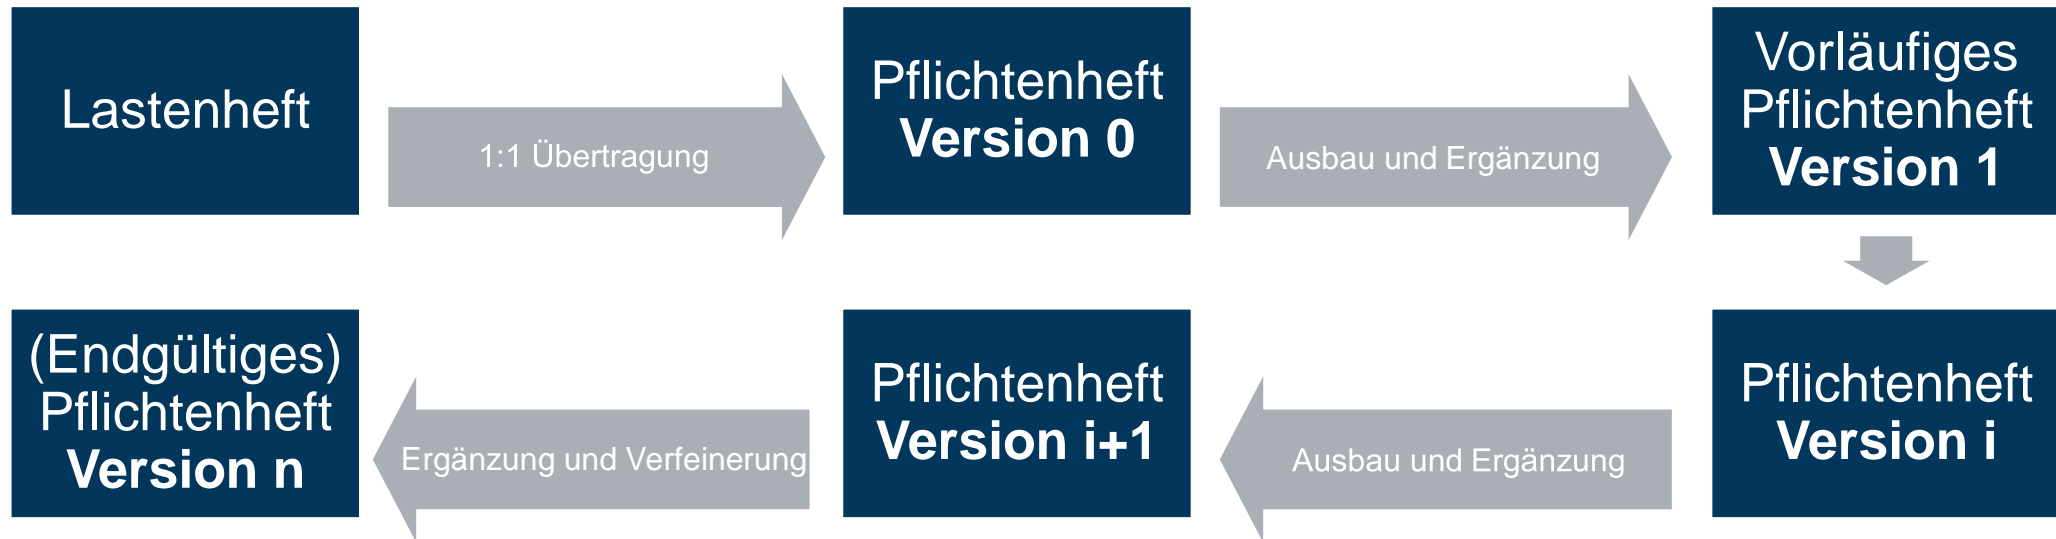 Lastenheft
1:1 Übertragung
Pflichtenheft
Version 0
Ausbau und Ergänzung
Vorläufiges
Pflichtenheft
Version 1
Pflichtenheft
Version i
Ausbau und Ergänzung
Pflichtenheft
Version i+1
Ergänzung und Verfeinerung
(Endgültiges)
Pflichtenheft
Version n